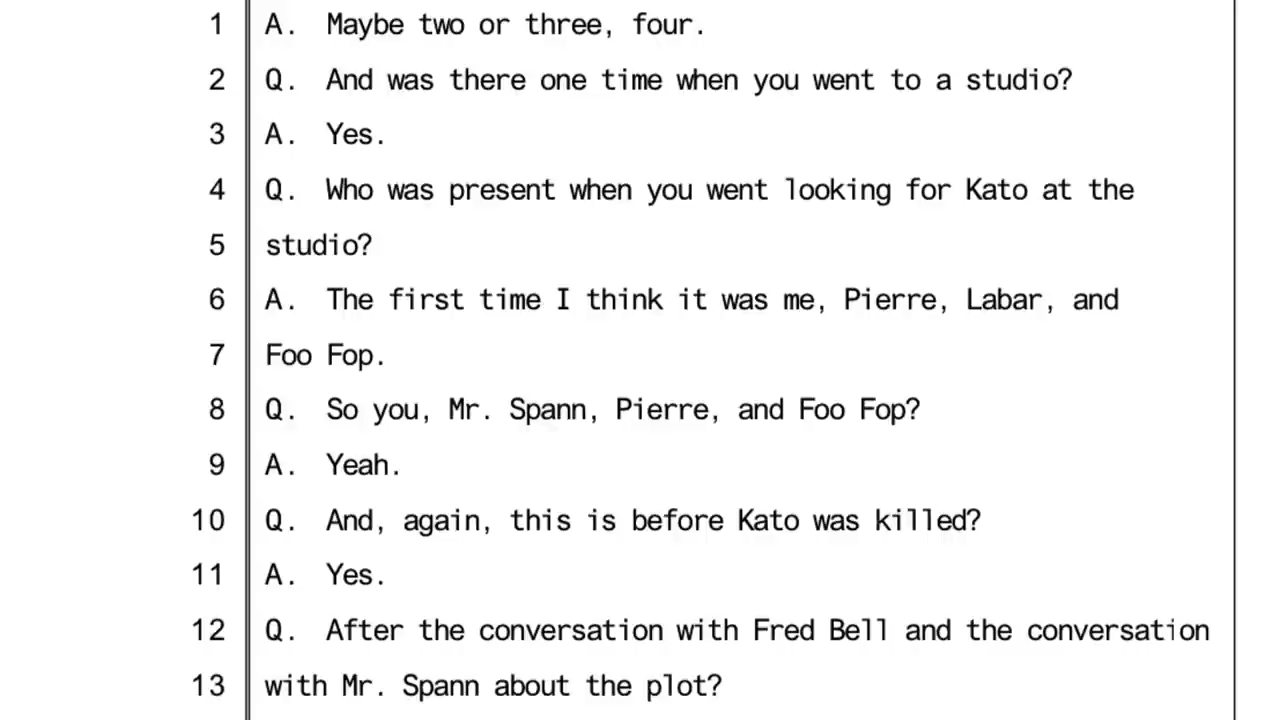 1 A. Maybe two or three, four.
2 Q. And was there one time when you went to a studio?
3 A. Yes.
4 Q. Who was present when you went looking for Kato at the
5 studio?
6 A. The first time I think it was me, Pierre, Labar, and
7 Foo Fop.
8 Q. So you, Mr. Spann, Pierre, and Foo Fop?
9 A. Yeah.
10 Q. And, again, this is before Kato was killed?
11 A. Yes.
12 Q. After the conversation with Fred Bell and the conversation
13 with Mr. Spann about the plot?